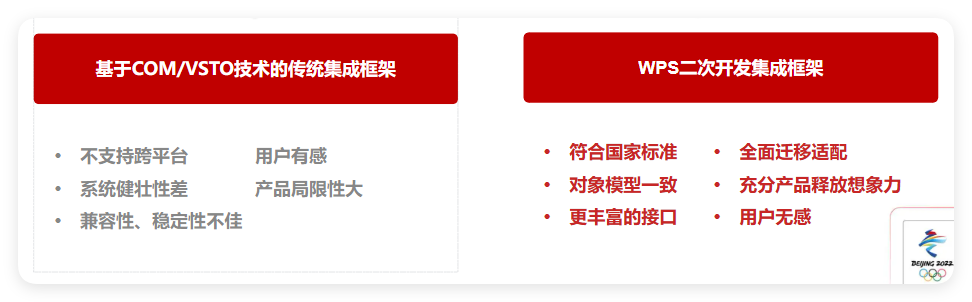 基于COM/VSTO技术的传统集成框架
• 不支持跨平台 用户有感
• 系统健壮性差 产品局限性大
• 兼容性、稳定性不佳
WPS二次开发集成框架
• 符合国家标准 • 全面迁移适配
• 对象模型一致 • 充分产品释放想象力
• 更丰富的接口 • 用户无感
BEIJING 2022